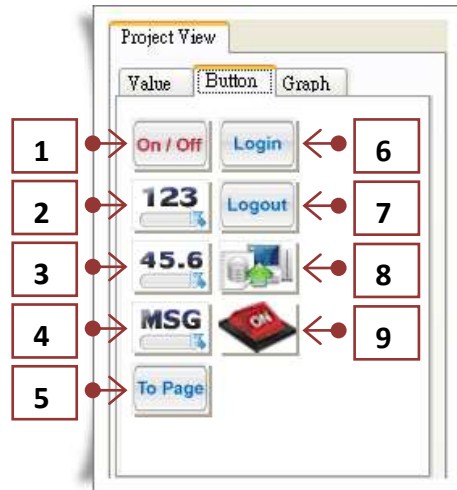 Project View
Value Button Graph
1 On / Off Login 6
2 123 Logout 7
3 45.6 8
4 MSG ON 9
5 To Page